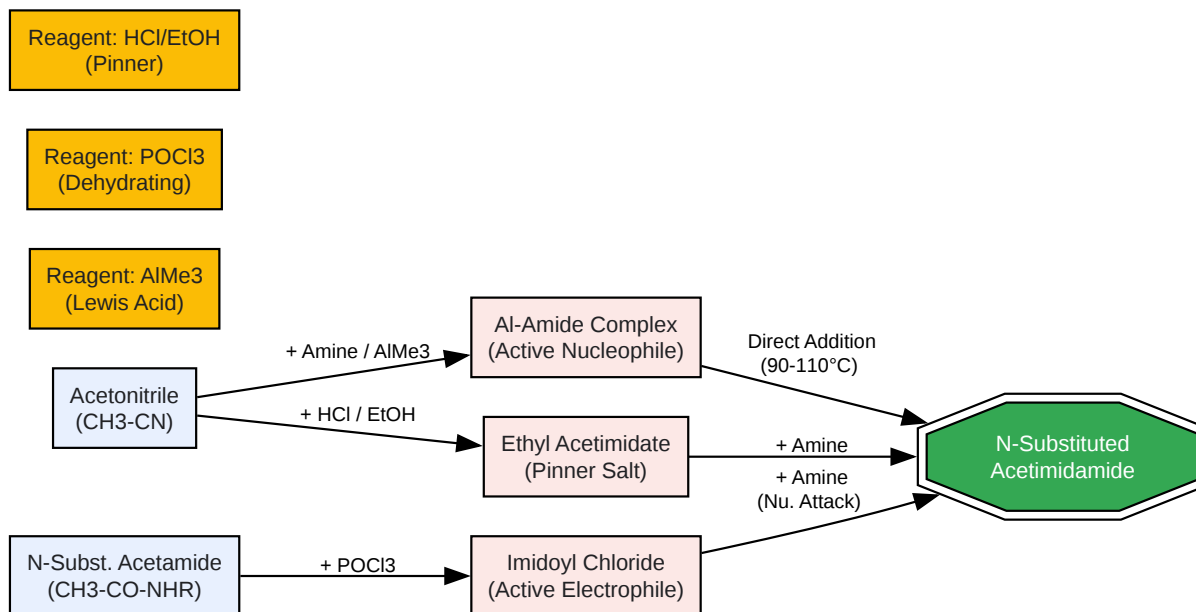 Reagent: HCl/EtOH
(Pinner)
Reagent: POCl3
(Dehydrating)
Reagent: AlMe3
(Lewis Acid)
Acetonitrile
(CH3-CN)
+ Amine / AlMe3
+ HCl / EtOH
Al-Amide Complex
(Active Nucleophile)
Direct Addition
(90-110°C)
Ethyl Acetimidate
(Pinner Salt)
+ Amine
N-Substituted
Acetimidamide
N-Subst. Acetamide
(CH3-CO-NHR)
+ POCl3
Imidoyl Chloride
(Active Electrophile)
+ Amine
(Nu. Attack)